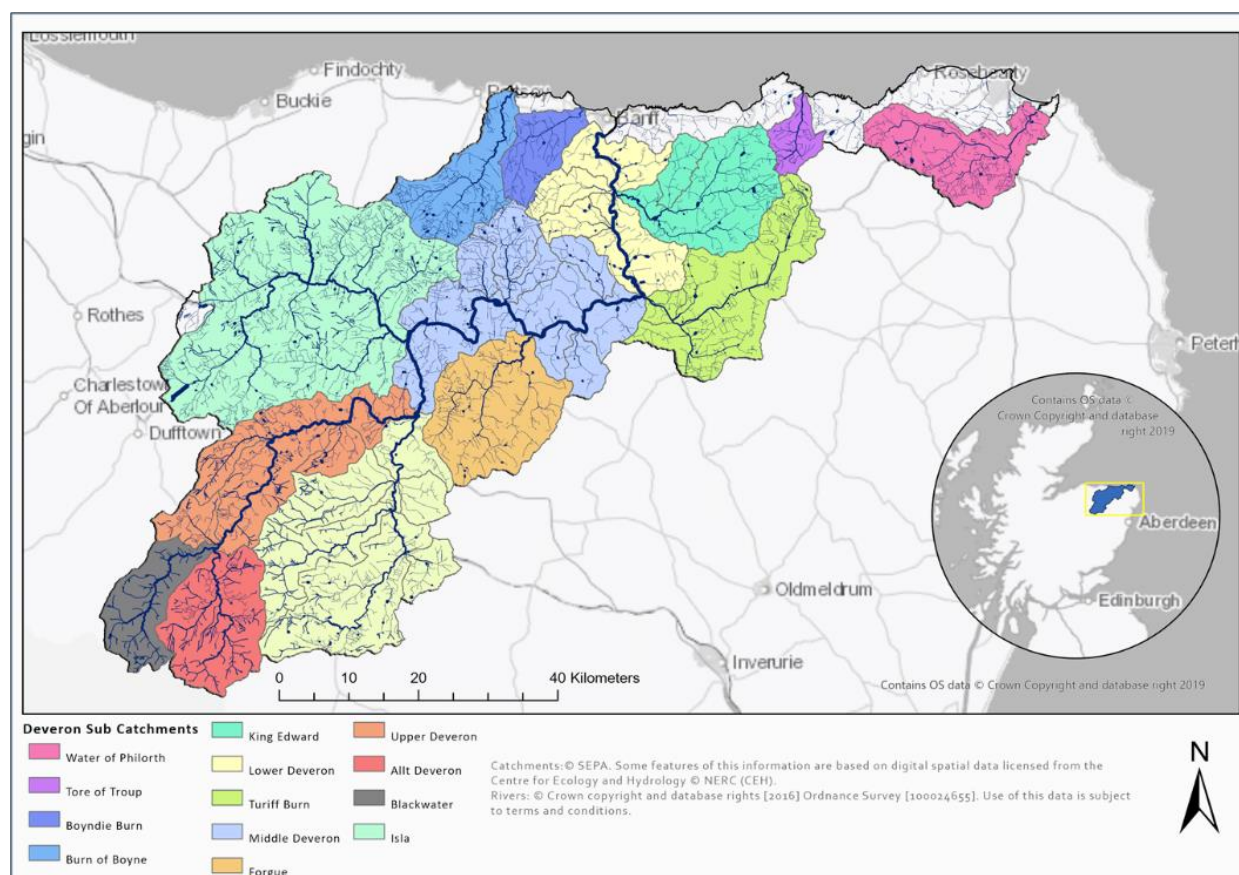 Findochty
Buckie
Banff
Rothes
Charlestown
Of Aberlour
Dufftown
Oldmeldrum
Inverurie
Contains OS data ©
Crown Copyright and database
right 2019
Aberdeen
Edinburgh
0 10 20 40 Kilometers
Contains OS data © Crown Copyright and database right 2019
Deveron Sub Catchments
Water of Philorth
Tore of Troup
Boyndie Burn
Burn of Boyne
King Edward
Lower Deveron
Turiff Burn
Middle Deveron
Forgue
Upper Deveron
Allt Deveron
Blackwater
Isla
Catchments:© SEPA. Some features of this information are based on digital spatial data licensed from the
Centre for Ecology and Hydrology © NERC (CEH).
Rivers: © Crown copyright and database rights [2016] Ordnance Survey [100024655]. Use of this data is subject
to terms and conditions.
N